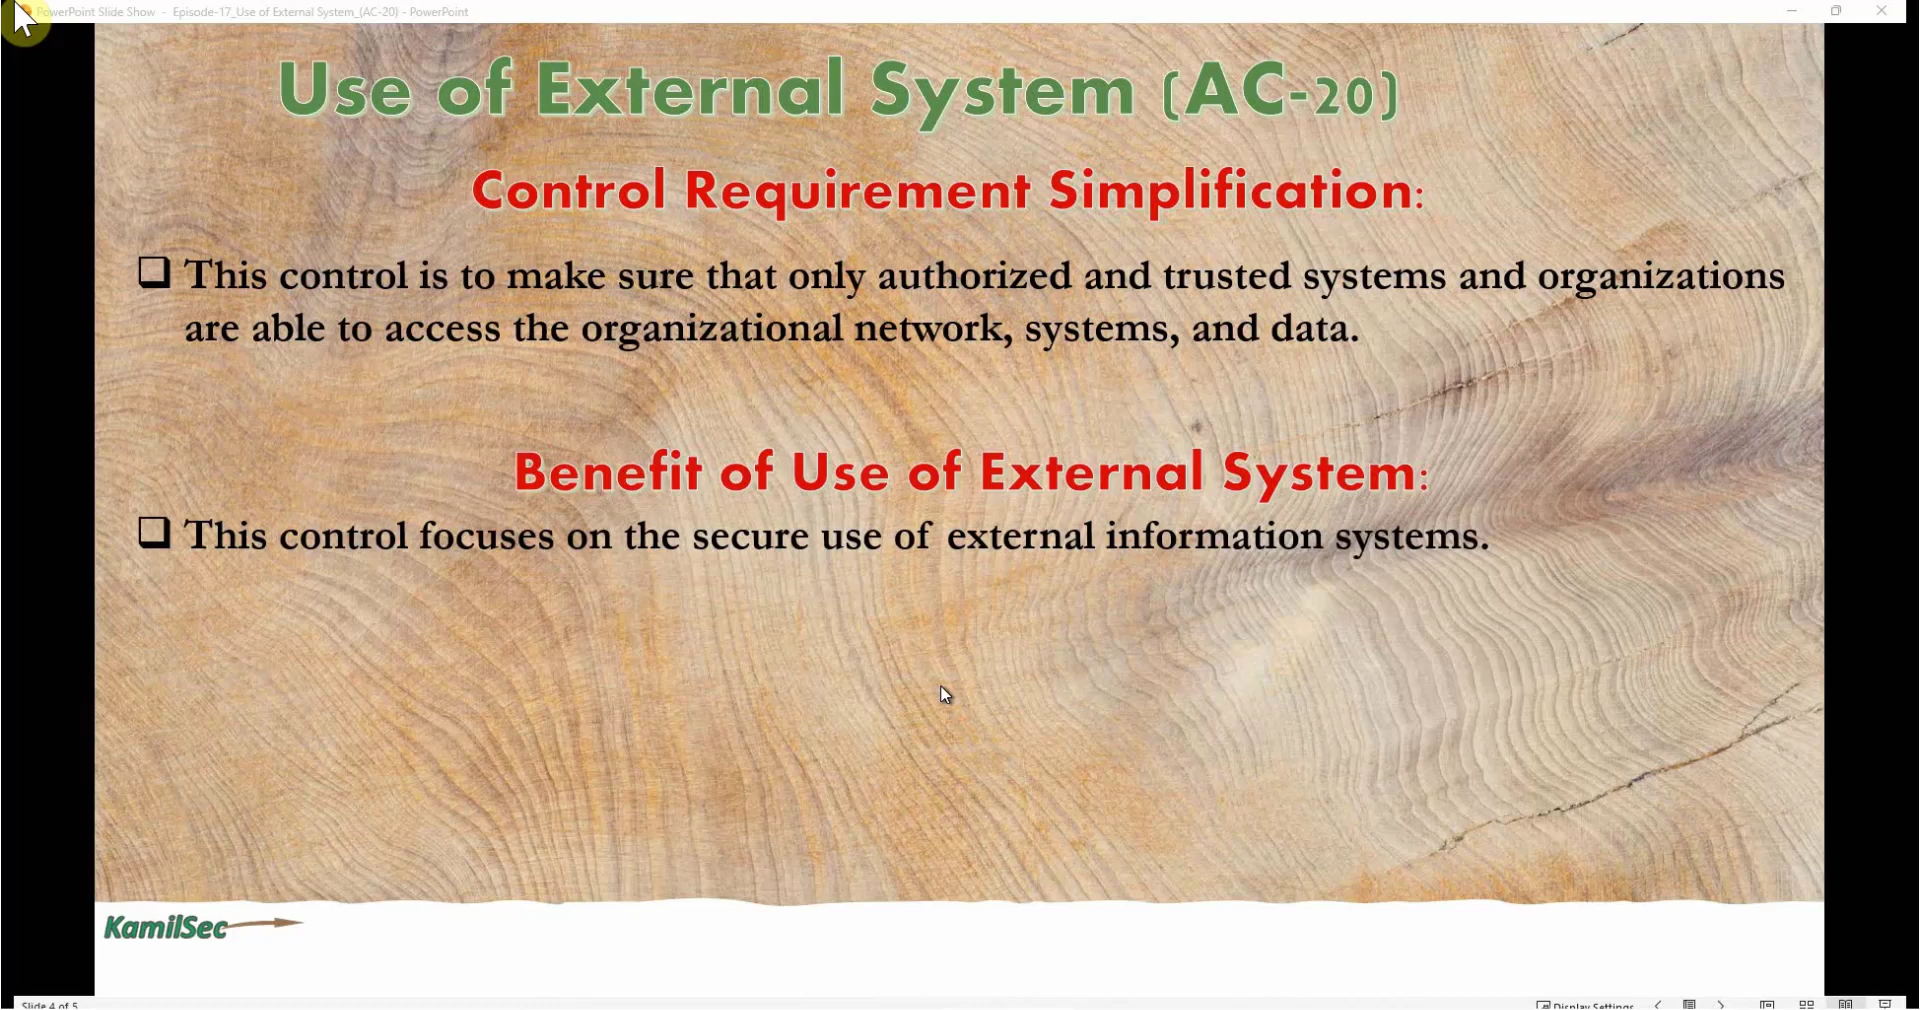 PowerPoint Slide Show - Episode-17_Use of External System_(AC-20) - PowerPoint
Use of External System (AC-20)
Control Requirement Simplification:
❑ This control is to make sure that only authorized and trusted systems and organizations
are able to access the organizational network, systems, and data.
Benefit of Use of External System:
❑ This control focuses on the secure use of external information systems.
KamilSec
Slide 4 of 5
Display Settings